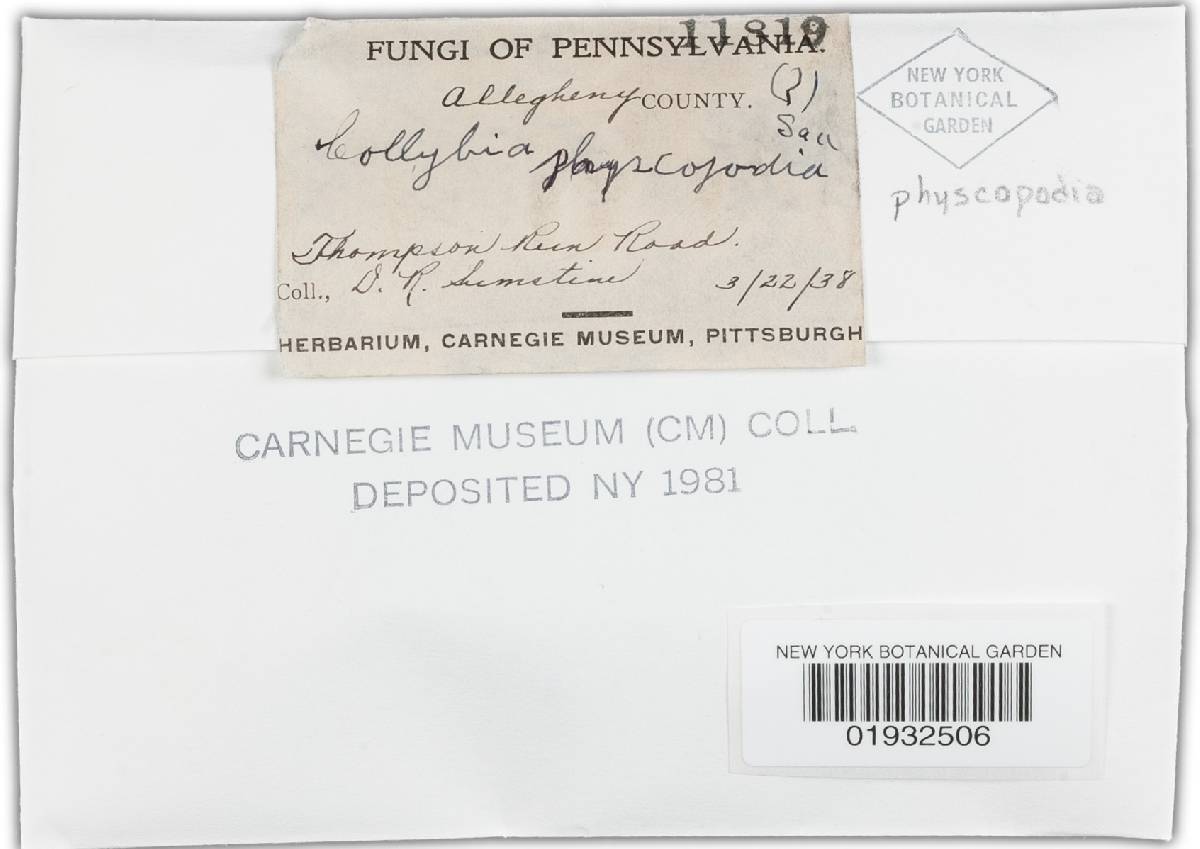 11819
FUNGI OF PENNSYLVANIA.
Allegheny COUNTY. (?)
Sacc
Collybia physcopodia
Thompson Run Road.
Coll., D. R. Sumstine 3/22/38
HERBARIUM, CARNEGIE MUSEUM, PITTSBURGH
NEW YORK
BOTANICAL
GARDEN
physcopodia
CARNEGIE MUSEUM (CM) COLL.
DEPOSITED NY 1981
NEW YORK BOTANICAL GARDEN
01932506